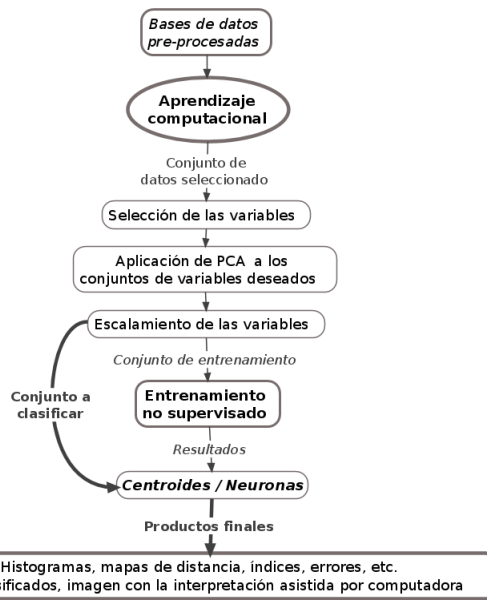 Bases de datos
pre-procesadas
Aprendizaje
computacional
Conjunto de
datos seleccionado
Selección de las variables
Aplicación de PCA a los
conjuntos de variables deseados
Escalamiento de las variables
Conjunto de entrenamiento
Conjunto a
clasificar
Entrenamiento
no supervisado
Resultados
Centroides / Neuronas
Productos finales
Histogramas, mapas de distancia, índices, errores, etc.
imagen con la interpretación asistida por computadora